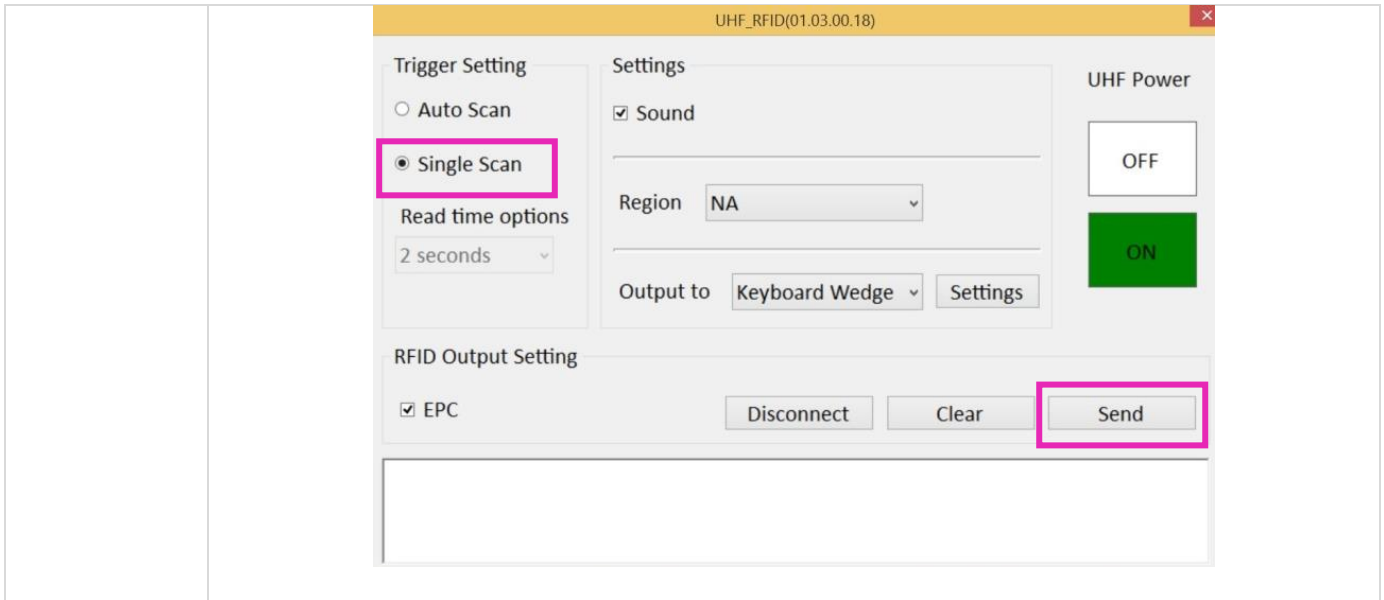 UHF_RFID(01.03.00.18)
Trigger Setting
Auto Scan
Single Scan
Read time options
2 seconds
Settings
Sound
Region NA
Output to Keyboard Wedge Settings
UHF Power
OFF
ON
RFID Output Setting
EPC Disconnect Clear Send